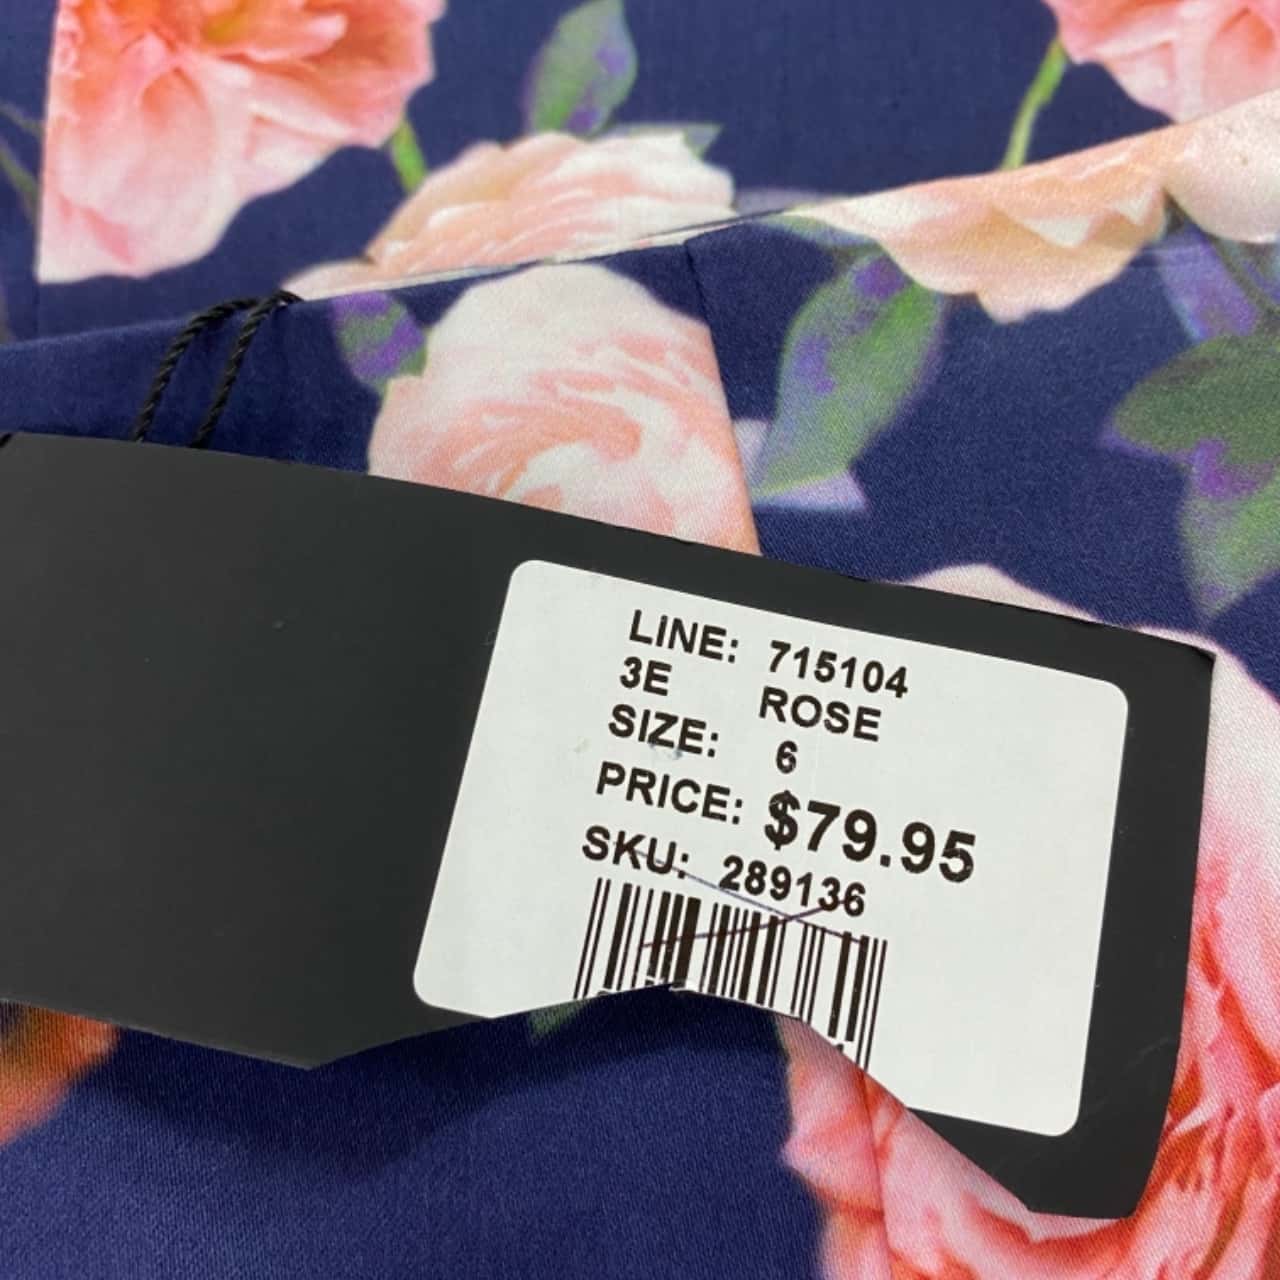 LINE: 715104
3E ROSE
SIZE: 6
PRICE: $79.95
SKU: 289136